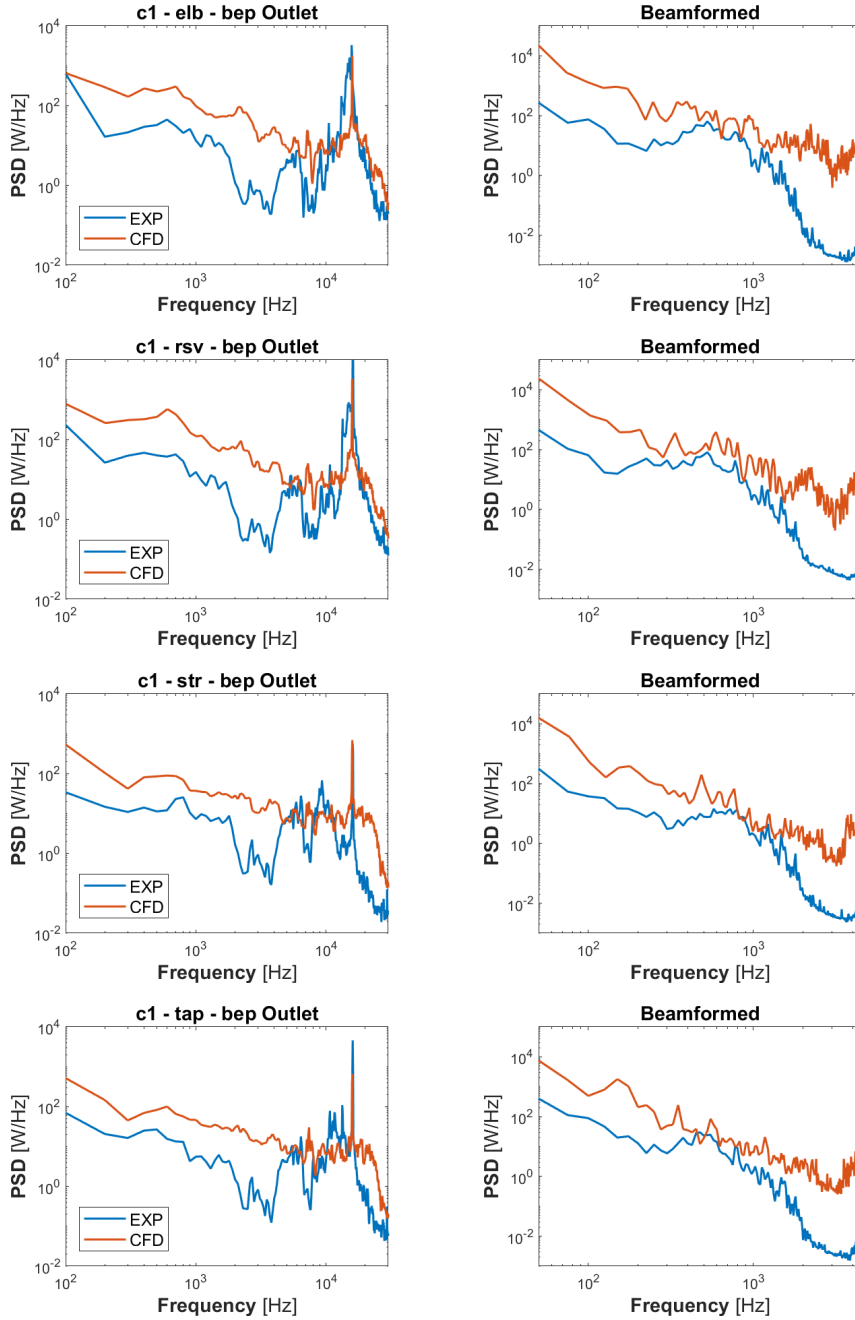 c1 - elb - bep Outlet
PSD [W/Hz]
10^4
10^2
10^0
10^-2
EXP
CFD
10^2 10^3 10^4
Frequency [Hz]
Beamformed
PSD [W/Hz]
10^4
10^2
10^0
10^-2
10^2 10^3
Frequency [Hz]
c1 - rsv - bep Outlet
PSD [W/Hz]
10^4
10^2
10^0
10^-2
EXP
CFD
10^2 10^3 10^4
Frequency [Hz]
Beamformed
PSD [W/Hz]
10^4
10^2
10^0
10^-2
10^2 10^3
Frequency [Hz]
c1 - str - bep Outlet
PSD [W/Hz]
10^4
10^2
10^0
10^-2
EXP
CFD
10^2 10^3 10^4
Frequency [Hz]
Beamformed
PSD [W/Hz]
10^4
10^2
10^0
10^-2
10^2 10^3
Frequency [Hz]
c1 - tap - bep Outlet
PSD [W/Hz]
10^4
10^2
10^0
10^-2
EXP
CFD
10^2 10^3 10^4
Frequency [Hz]
Beamformed
PSD [W/Hz]
10^4
10^2
10^0
10^-2
10^2 10^3
Frequency [Hz]